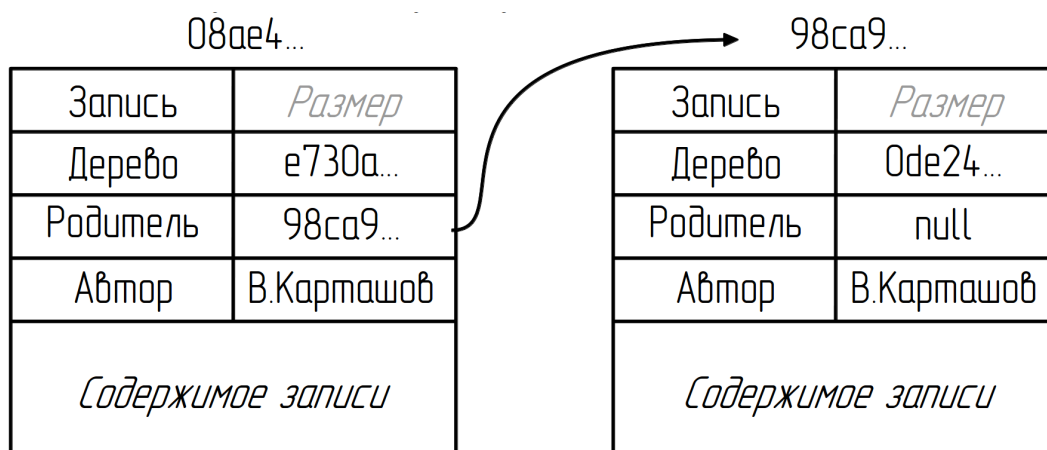 08ae4...
98ca9...
Запись Размер
Дерево e730a...
Родитель 98ca9...
Автор В.Карташов
Содержимое записи
Запись Размер
Дерево 0de24...
Родитель null
Автор В.Карташов
Содержимое записи